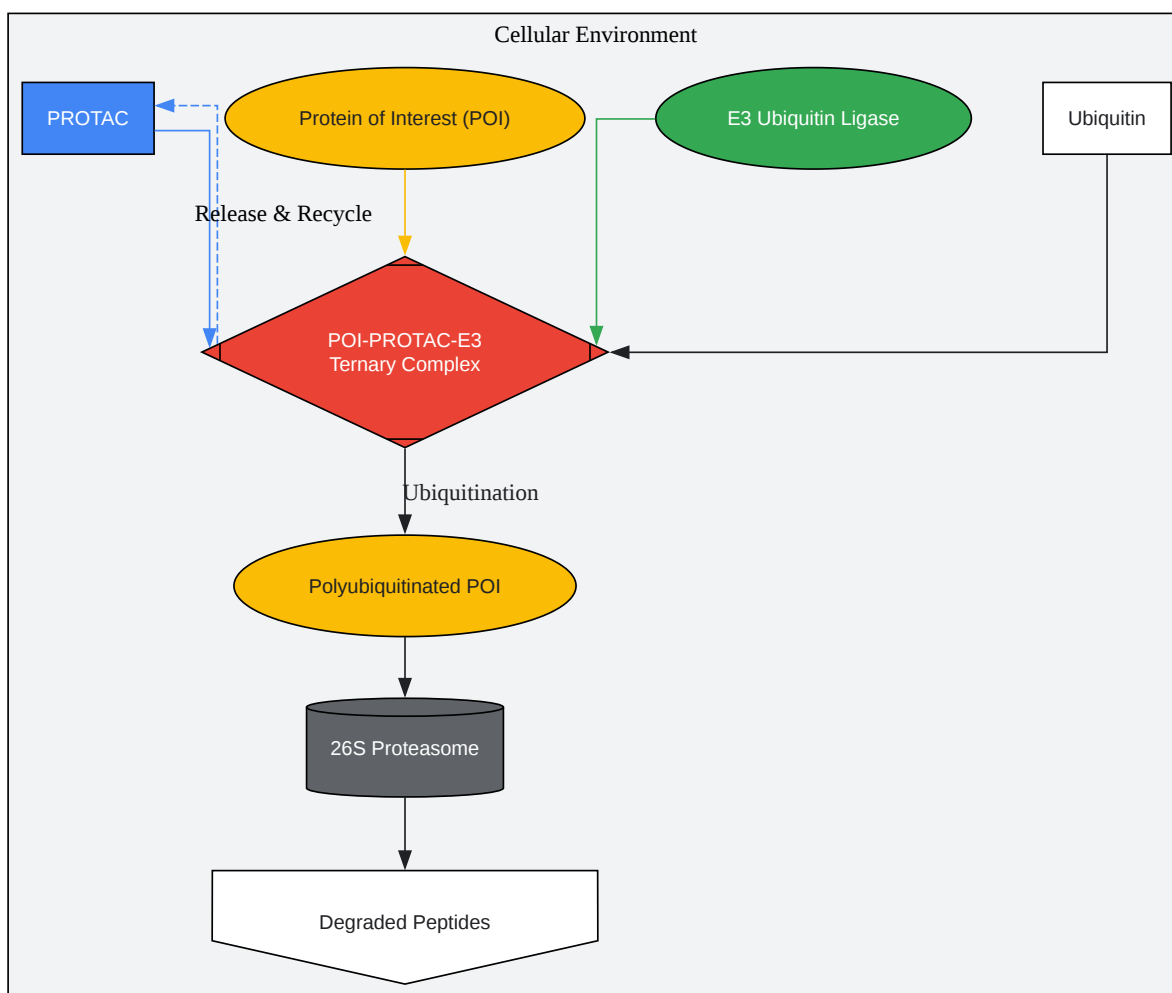 Cellular Environment
PROTAC
Protein of Interest (POI)
E3 Ubiquitin Ligase
Ubiquitin
Release & Recycle
POI-PROTAC-E3
Ternary Complex
Ubiquitination
Polyubiquitinated POI
26S Proteasome
Degraded Peptides